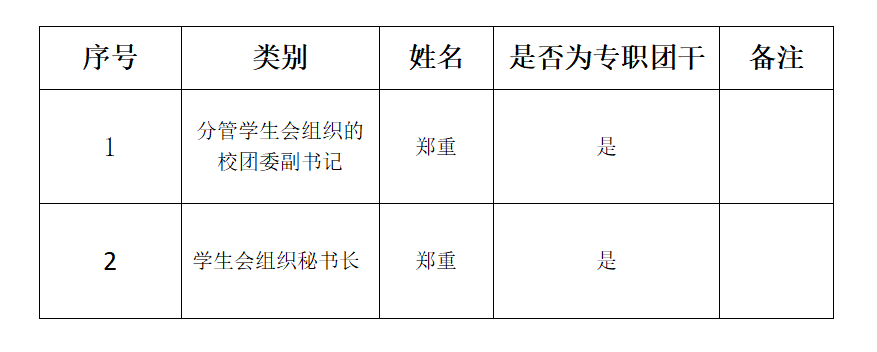 序号 类别 姓名 是否为专职团干 备注
1 分管学生会组织的
校团委副书记 郑重 是
2 学生会组织秘书长 郑重 是